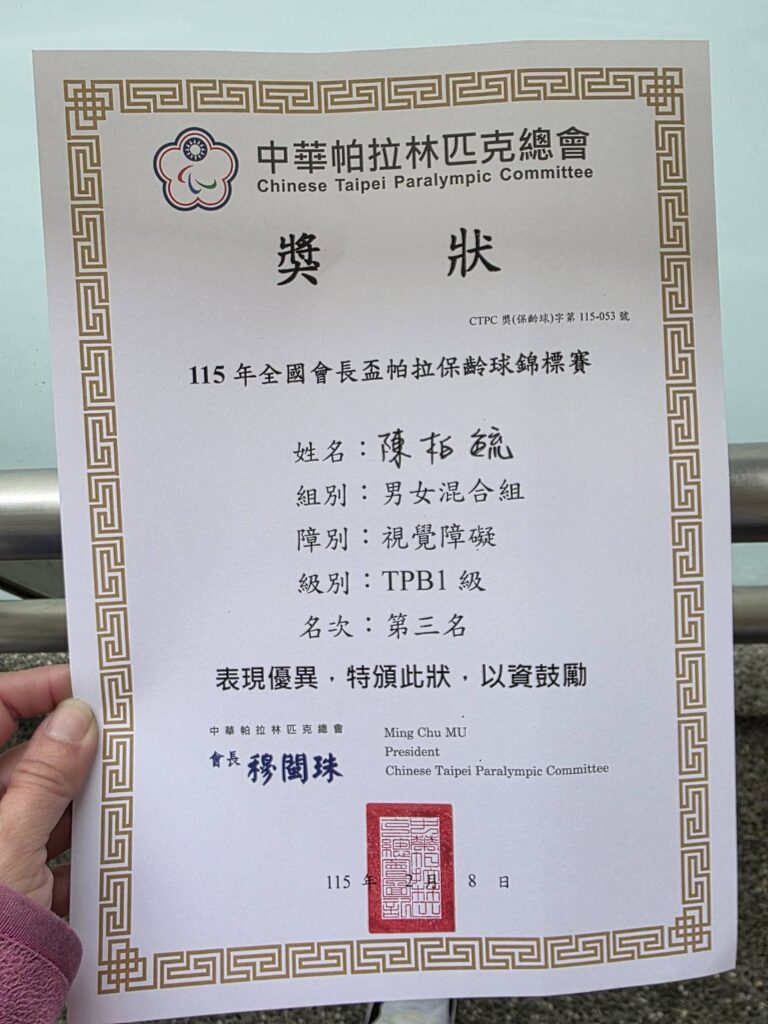 中華帕拉林匹克總會
Chinese Taipei Paralympic Committee
獎 狀
CTPC 獎(保齡球)字第 115-053 號
115 年全國會長盃帕拉保齡球錦標賽
姓名：陳柏毓
組別：男女混合組
障別：視覺障礙
級別：TPB1 級
名次：第三名
表現優異，特頒此狀，以資鼓勵
中華帕拉林匹克總會
會長 穆閩珠
Ming Chu MU
President
Chinese Taipei Paralympic Committee
115 年 2 月 8 日